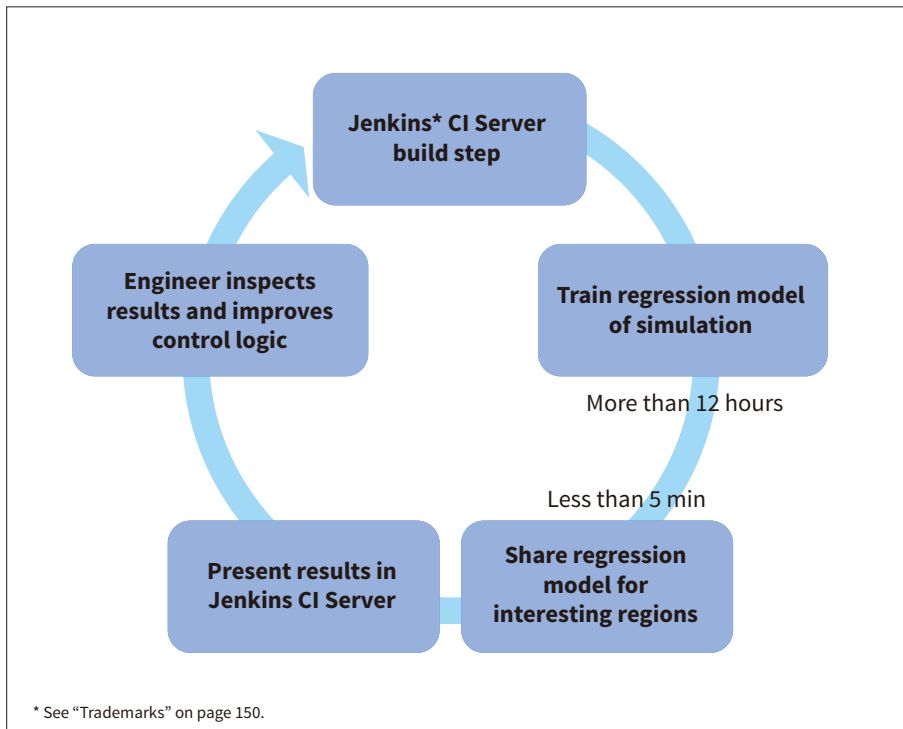 Jenkins* CI Server
build step
Train regression model
of simulation
More than 12 hours
Less than 5 min
Share regression
model for
interesting regions
Present results in
Jenkins CI Server
Engineer inspects
results and improves
control logic
* See “Trademarks” on page 150.